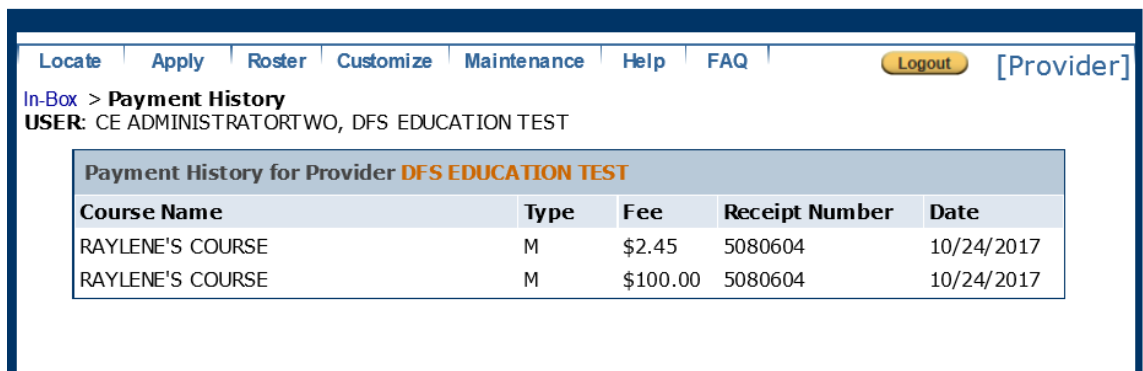 Locate Apply Roster Customize Maintenance Help FAQ Logout [Provider]
In-Box > Payment History
USER: CE ADMINISTRATORTWO, DFS EDUCATION TEST
Payment History for Provider DFS EDUCATION TEST
Course Name Type Fee Receipt Number Date
RAYLENE'S COURSE M $2.45 5080604 10/24/2017
RAYLENE'S COURSE M $100.00 5080604 10/24/2017